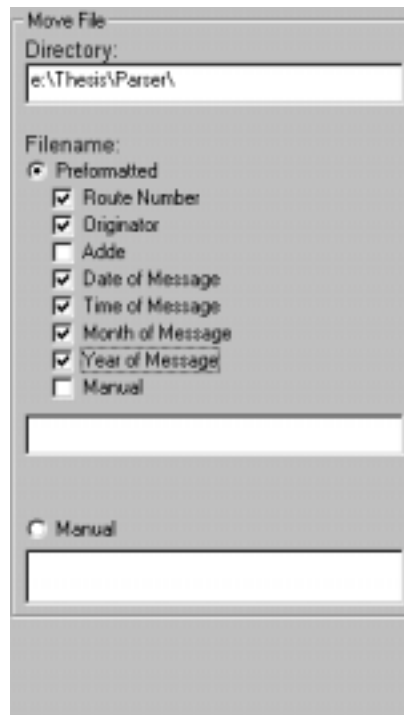 Move File
Directory:
e:\Thesis\Parser\
Filename:
Preformatted
Route Number
Originator
Adde
Date of Message
Time of Message
Month of Message
Year of Message
Manual
Manual